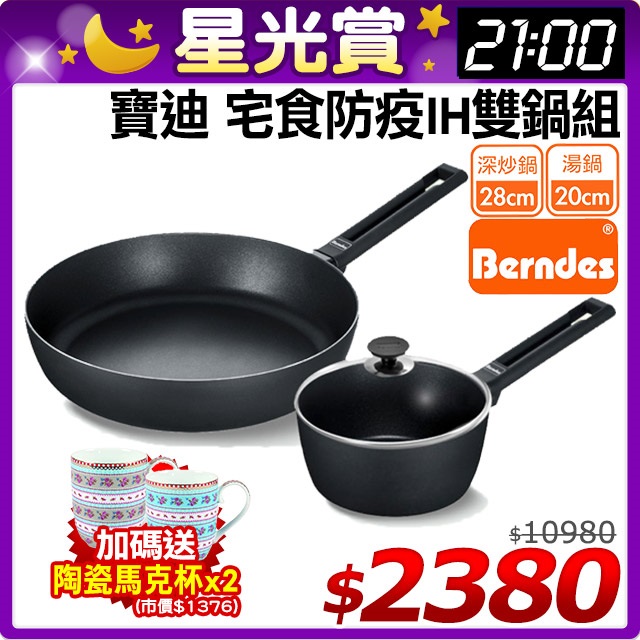 星光賞
21:00
寶迪 宅食防疫IH雙鍋組
深炒鍋
28cm
湯鍋
20cm
Berndes®
Berndes
Berndes
加碼送
陶瓷馬克杯x2
(市價$1376)
$10980
$2380